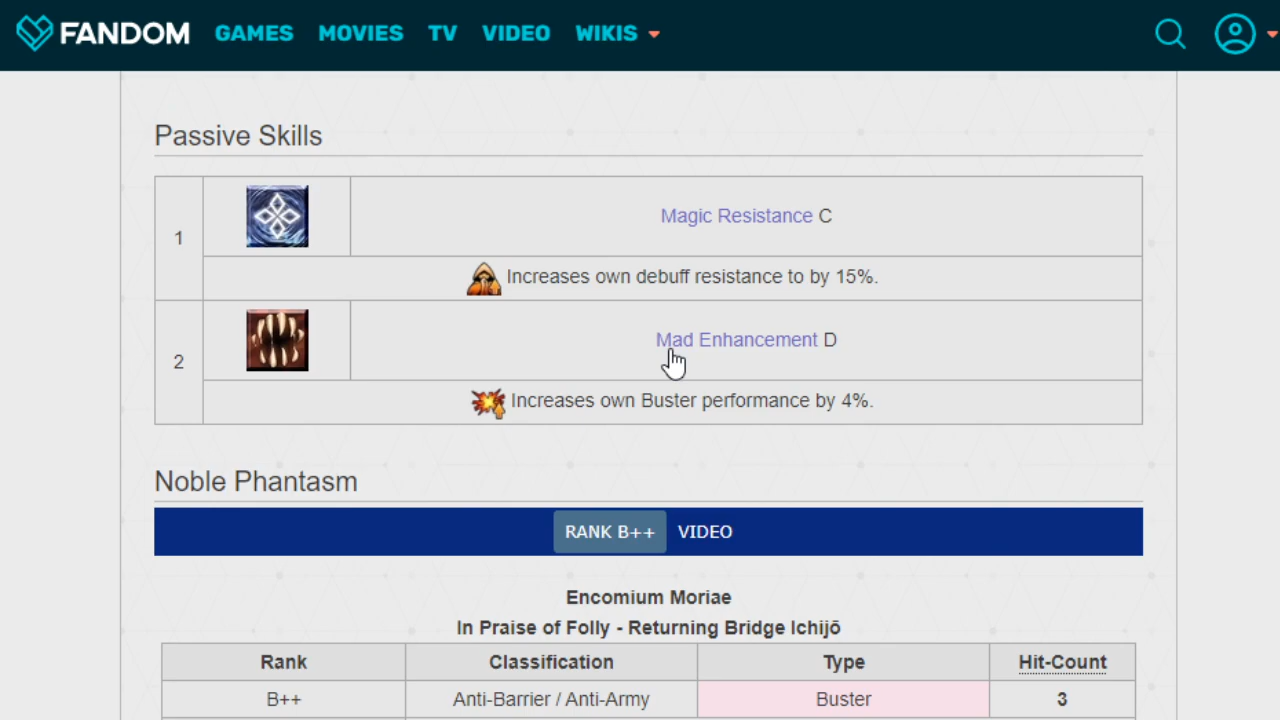 FANDOM GAMES MOVIES TV VIDEO WIKIS
Passive Skills
1
Magic Resistance C
Increases own debuff resistance to by 15%.
2
Mad Enhancement D
Increases own Buster performance by 4%.
Noble Phantasm
RANK B++ VIDEO
Encomium Moriae
In Praise of Folly - Returning Bridge Ichijō
Rank Classification Type Hit-Count
B++ Anti-Barrier / Anti-Army Buster 3